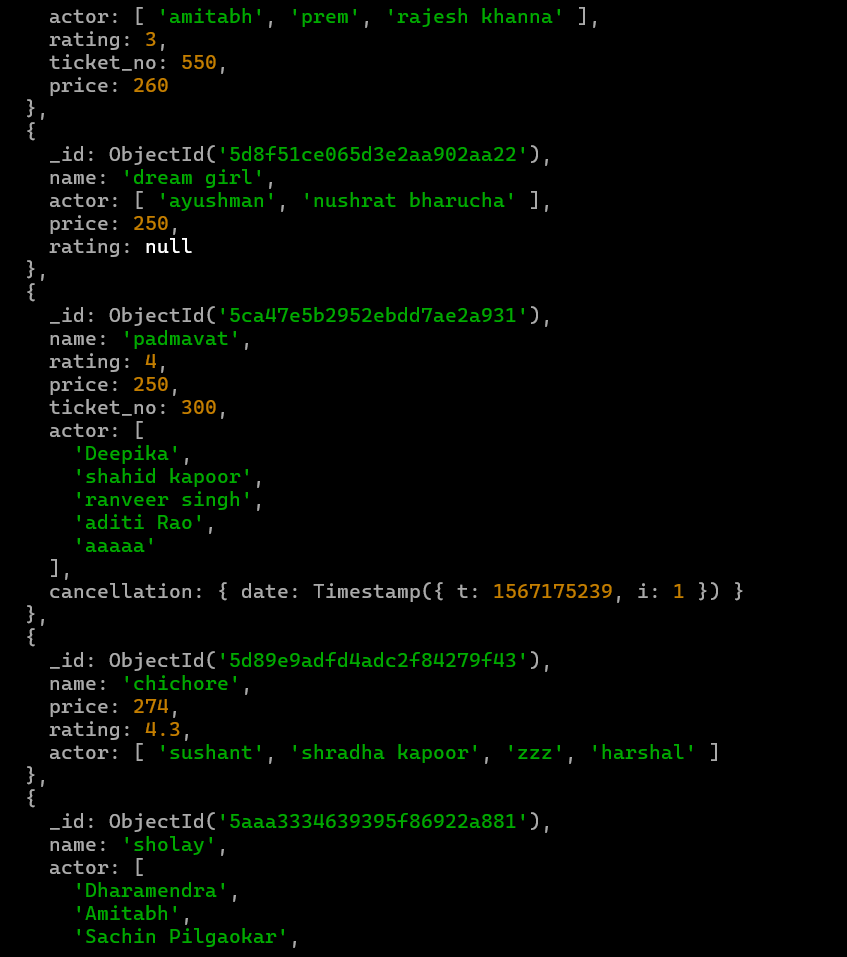 actor: [ 'amitabh', 'prem', 'rajesh khanna' ],
rating: 3,
ticket_no: 550,
price: 260
},
{
_id: ObjectId('5d8f51ce065d3e2aa902aa22'),
name: 'dream girl',
actor: [ 'ayushman', 'nushrat bharucha' ],
price: 250,
rating: null
},
{
_id: ObjectId('5ca47e5b2952ebdd7ae2a931'),
name: 'padmavat',
rating: 4,
price: 250,
ticket_no: 300,
actor: [
'Deepika',
'shahid kapoor',
'ranveer singh',
'aditi Rao',
'aaaaa'
],
cancellation: { date: Timestamp({ t: 1567175239, i: 1 }) }
},
{
_id: ObjectId('5d89e9adfd4adc2f84279f43'),
name: 'chichore',
price: 274,
rating: 4.3,
actor: [ 'sushant', 'shradha kapoor', 'zzz', 'harshal' ]
},
{
_id: ObjectId('5aaa3334639395f86922a881'),
name: 'sholay',
actor: [
'Dharamendra',
'Amitabh',
'Sachin Pilgaokar',